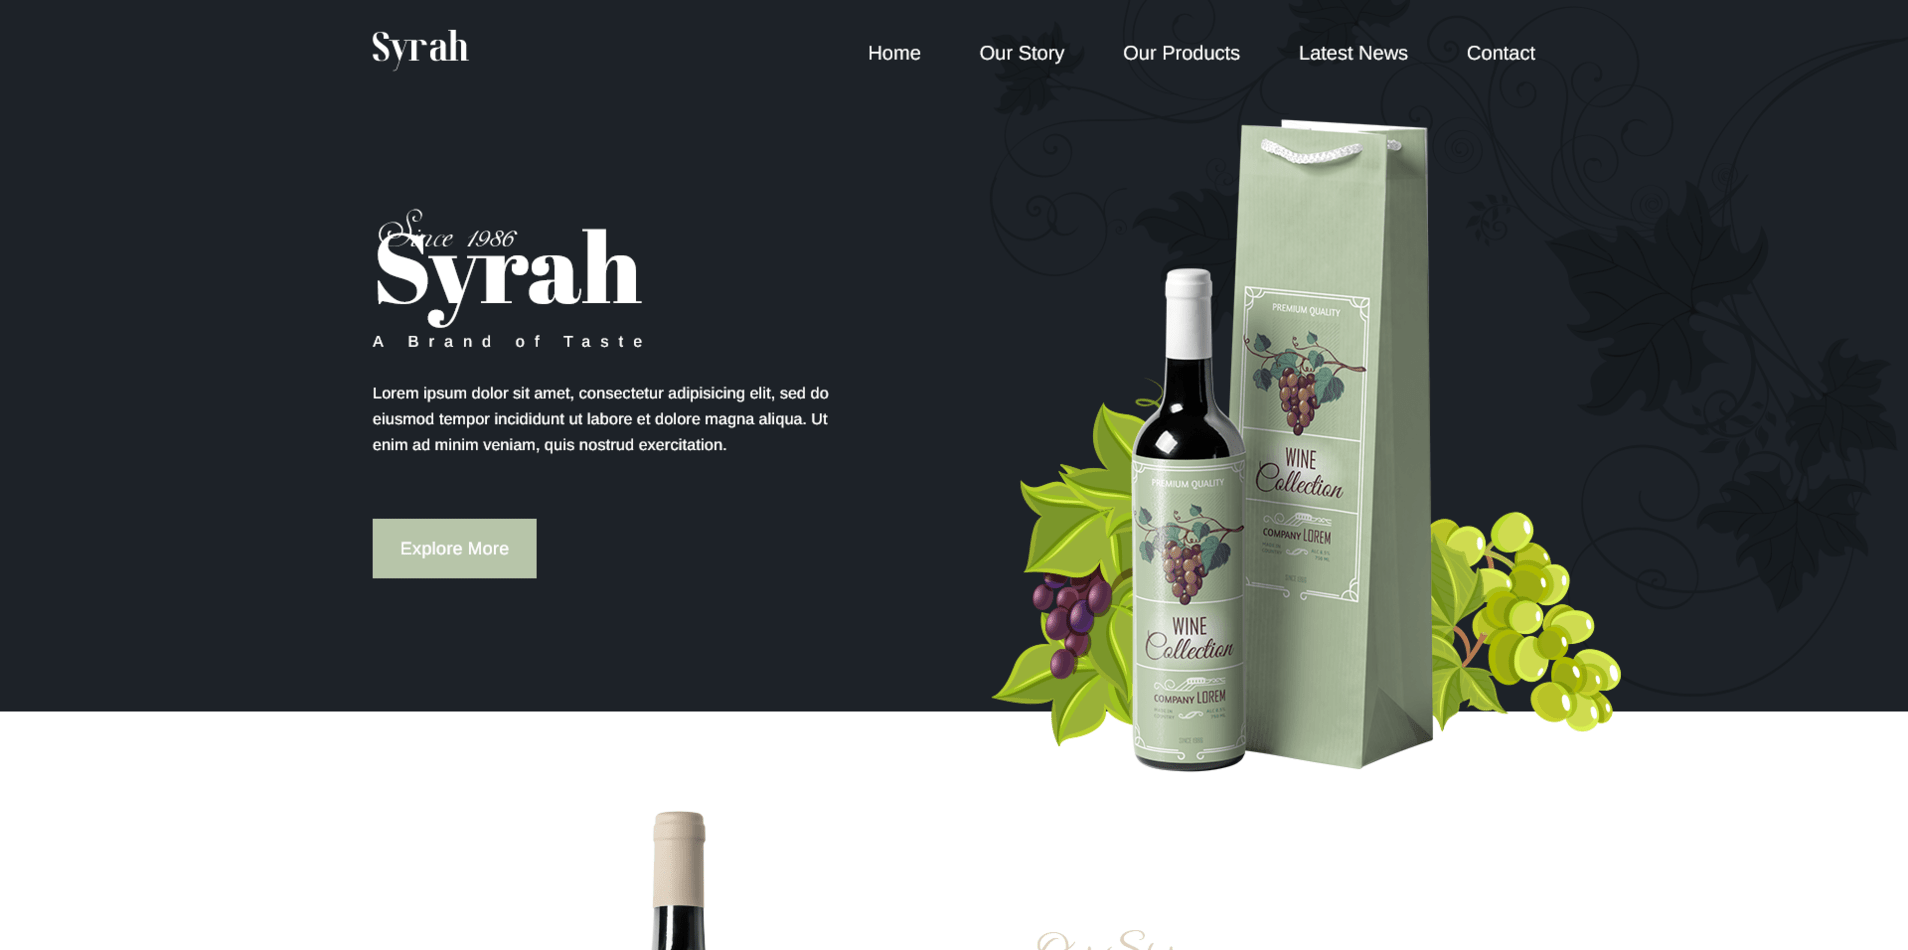 Syrah
Home
Our Story
Our Products
Latest News
Contact
Since 1986
Syrah
A Brand of Taste
Lorem ipsum dolor sit amet, consectetur adipisicing elit, sed do
eiusmod tempor incididunt ut labore et dolore magna aliqua. Ut
enim ad minim veniam, quis nostrud exercitation.
Explore More
PREMIUM QUALITY
WINE
Collection
COMPANY LOREM
PREMIUM QUALITY
WINE
Collection
COMPANY LOREM